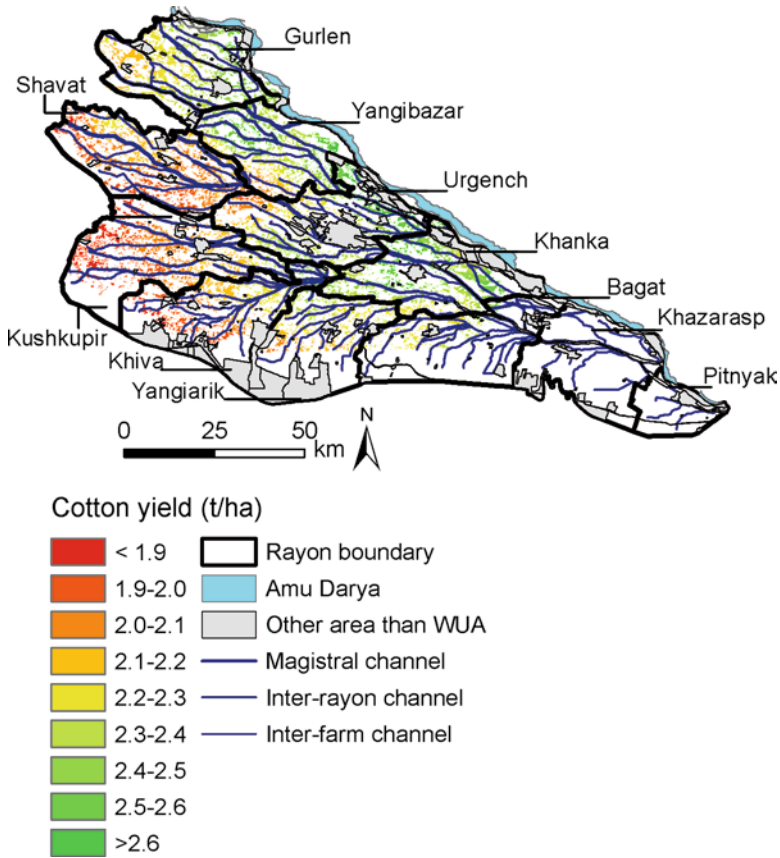 Gurlen
Shavat
Yangibazar
Urgench
Khanka
Bagat
Khazarasp
Kushkupir
Khiva
Pitnyak
Yangiarik
N
0 25 50
km
Cotton yield (t/ha)
< 1.9 Rayon boundary
1.9-2.0 Amu Darya
2.0-2.1 Other area than WUA
2.1-2.2 Magistral channel
2.2-2.3 Inter-rayon channel
2.3-2.4 Inter-farm channel
2.4-2.5
2.5-2.6
>2.6